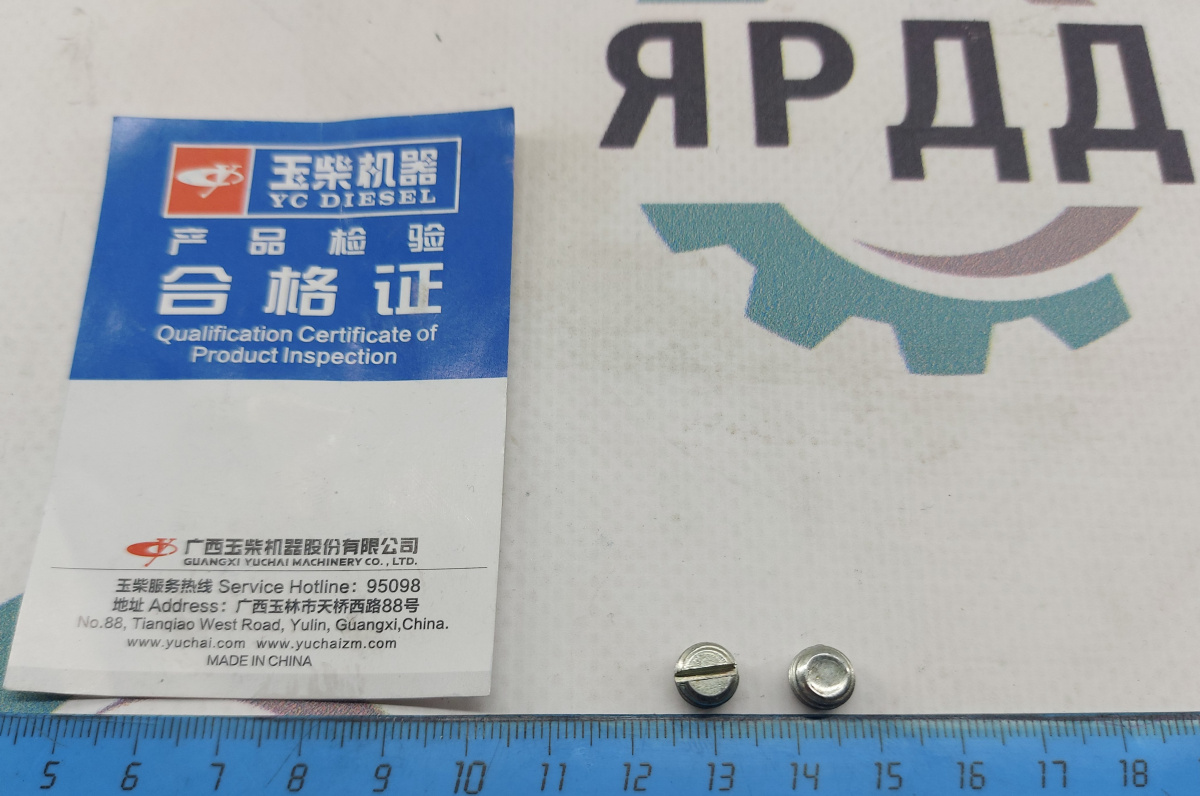 ЯРДД
玉柴机器
YC DIESEL
产品检验
合格证
Qualification Certificate of
Product Inspection
广西玉柴机器股份有限公司
GUANGXI YUCHAI MACHINERY CO., LTD.
玉柴服务热线 Service Hotline: 95098
地址 Address: 广西玉林市天桥西路88号
No.88, Tianqiao West Road, Yulin, Guangxi,China.
www.yuchai.com www.yuchaizm.com
MADE IN CHINA
5 6 7 8 9 10 11 12 13 14 15 16 17 18